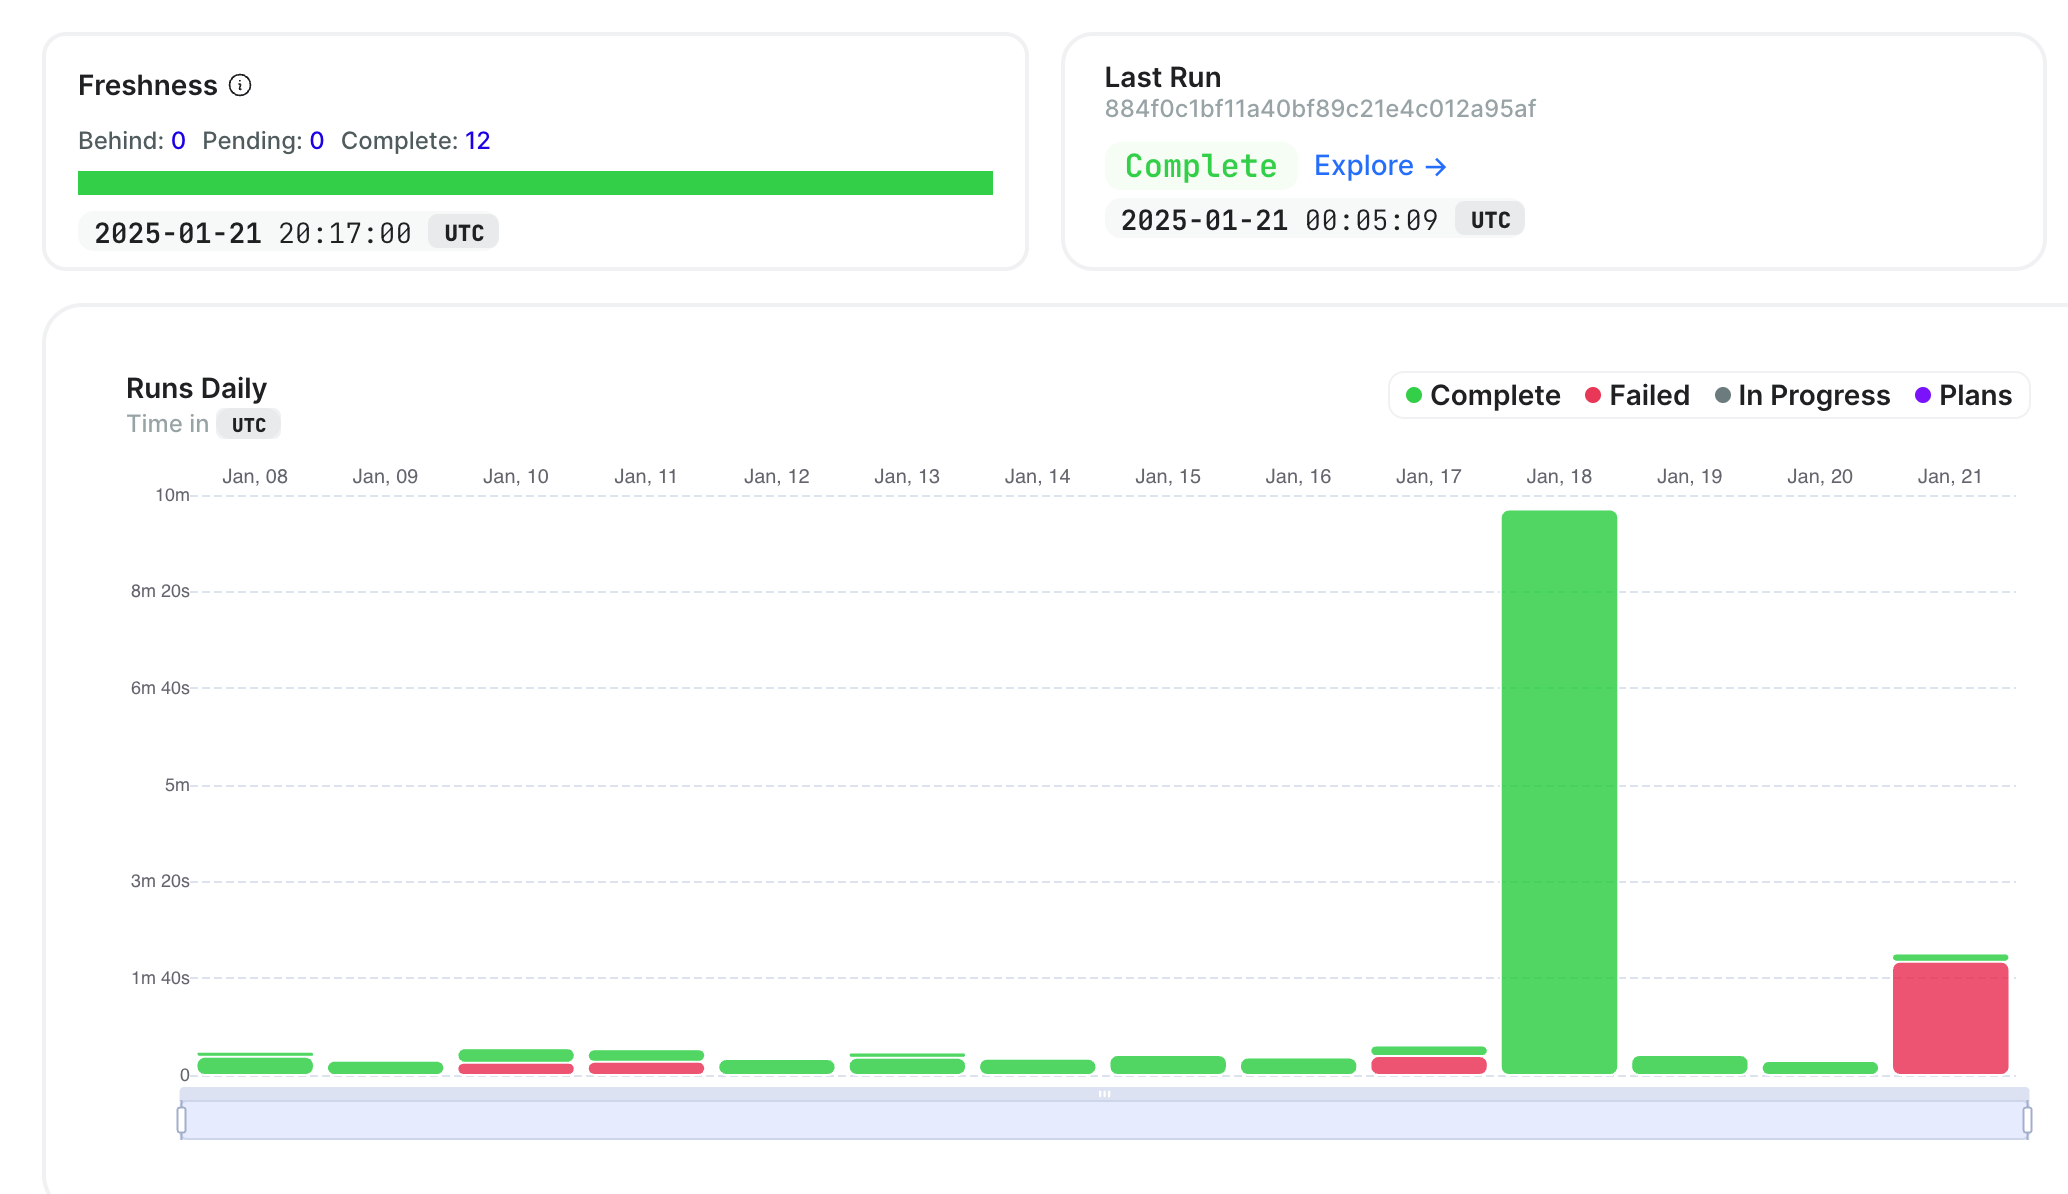 Freshness
Behind: 0 Pending: 0 Complete: 12
2025-01-21 20:17:00 UTC
Last Run
884f0c1bf11a40bf89c21e4c012a95af
Complete Explore →
2025-01-21 00:05:09 UTC
Runs Daily
Time in UTC
Complete Failed In Progress Plans
Jan, 08 Jan, 09 Jan, 10 Jan, 11 Jan, 12 Jan, 13 Jan, 14 Jan, 15 Jan, 16 Jan, 17 Jan, 18 Jan, 19 Jan, 20 Jan, 21
10m
8m 20s
6m 40s
5m
3m 20s
1m 40s
0